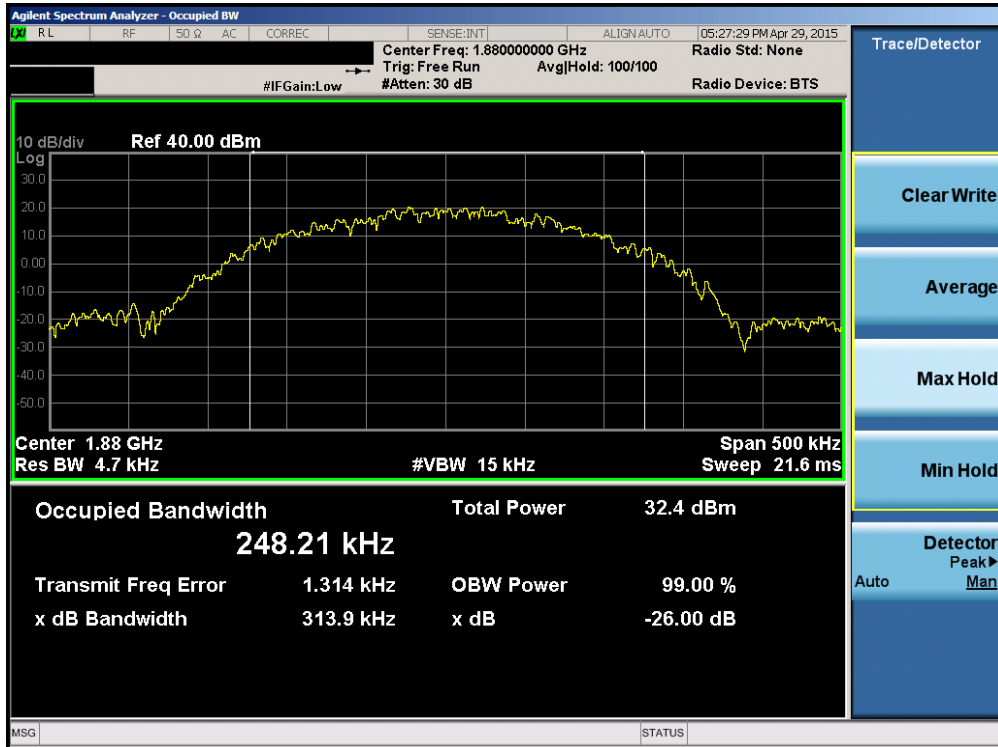 Agilent Spectrum Analyzer - Occupied BW
LXI RL RF 50 Ω AC CORREC SENSE:INT ALIGNAUTO 05:27:29 PM Apr 29, 2015
Center Freq: 1.880000000 GHz Radio Std: None
Trig: Free Run Avg|Hold: 100/100
#IFGain:Low #Atten: 30 dB Radio Device: BTS
10 dB/div Ref 40.00 dBm
Log
30.0
20.0
10.0
0.00
-10.0
-20.0
-30.0
-40.0
-50.0
Center 1.88 GHz Span 500 kHz
Res BW 4.7 kHz #VBW 15 kHz Sweep 21.6 ms
Occupied Bandwidth Total Power 32.4 dBm
248.21 kHz
Transmit Freq Error 1.314 kHz OBW Power 99.00 %
x dB Bandwidth 313.9 kHz x dB -26.00 dB
MSG STATUS
Trace/Detector
Clear Write
Average
Max Hold
Min Hold
Detector
Peak▶
Auto Man